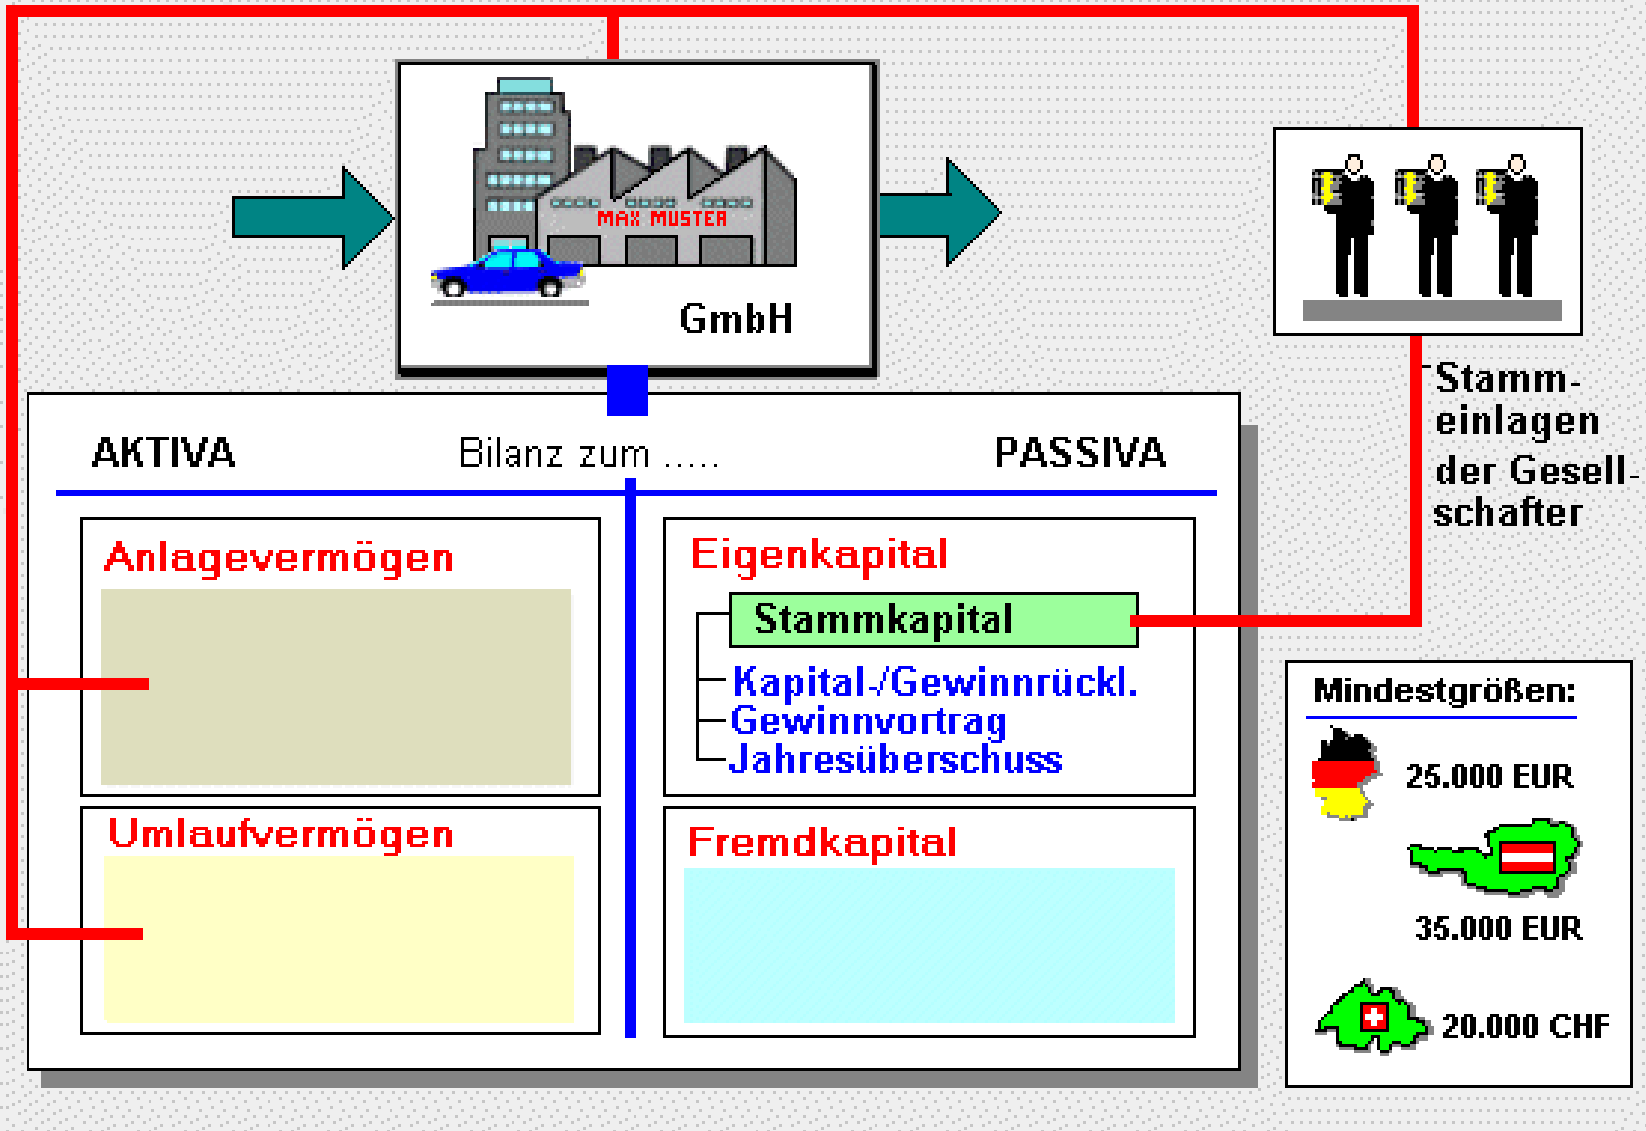 MAX MUSTER
GmbH
Stamm-
einlagen
der Gesell-
schafter
AKTIVA Bilanz zum ..... PASSIVA
Anlagevermögen
Umlaufvermögen
Eigenkapital
Stammkapital
Kapital-/Gewinnrückl.
Gewinnvortrag
Jahresüberschuss
Fremdkapital
Mindestgrößen:
25.000 EUR
35.000 EUR
20.000 CHF